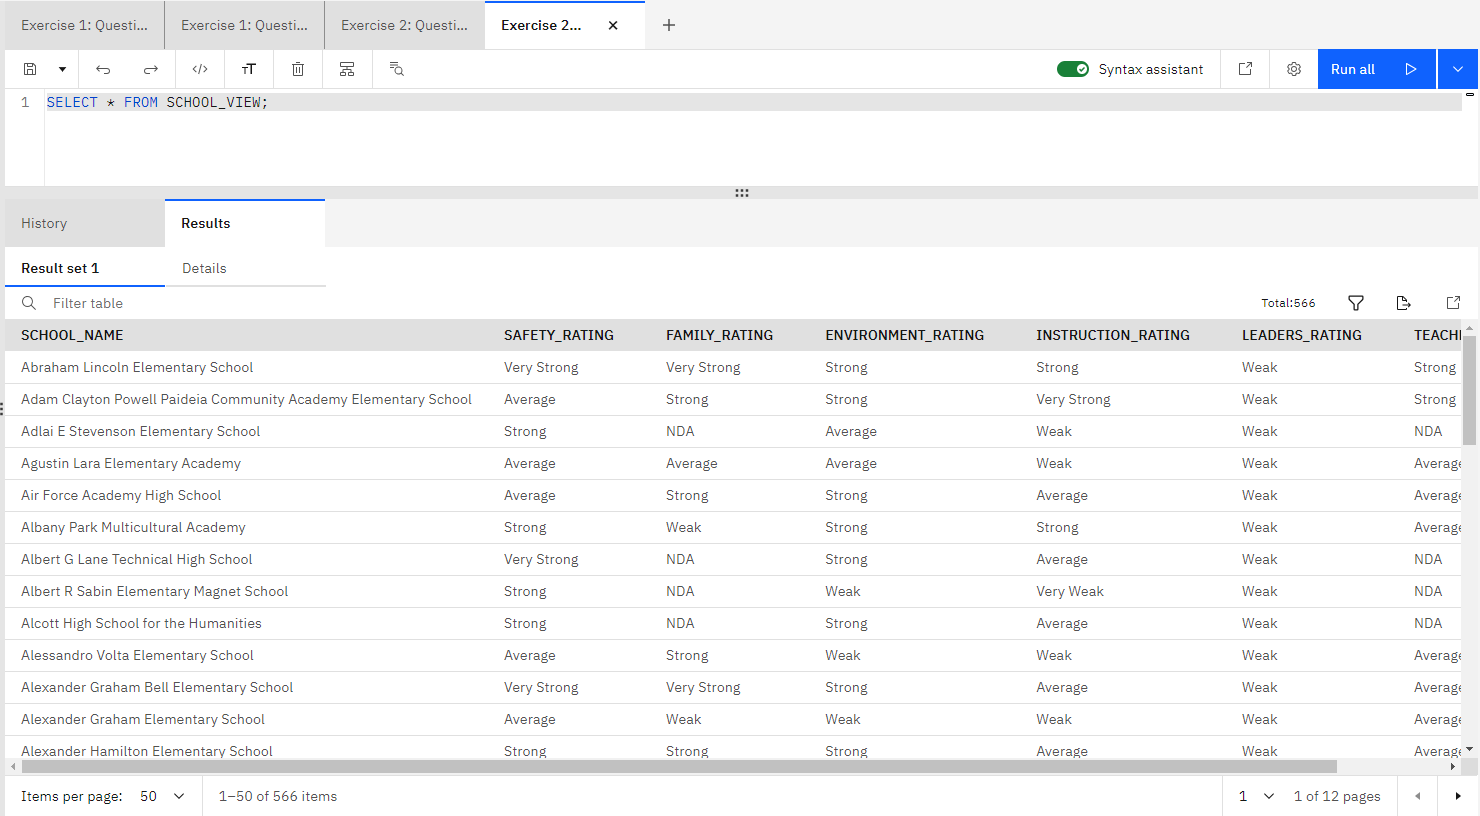 Exercise 1: Questi... Exercise 1: Questi... Exercise 2: Questi... Exercise 2... × +
</> TT Syntax assistant Run all
1 SELECT * FROM SCHOOL_VIEW;
History Results
Result set 1 Details
Filter table Total:566
SCHOOL_NAME SAFETY_RATING FAMILY_RATING ENVIRONMENT_RATING INSTRUCTION_RATING LEADERS_RATING TEACH
Abraham Lincoln Elementary School Very Strong Very Strong Strong Strong Weak Strong
Adam Clayton Powell Paideia Community Academy Elementary School Average Strong Strong Very Strong Weak Strong
Adlai E Stevenson Elementary School Strong NDA Average Weak Weak NDA
Agustin Lara Elementary Academy Average Average Average Weak Weak Average
Air Force Academy High School Average Strong Strong Average Weak Average
Albany Park Multicultural Academy Strong Weak Strong Strong Weak Average
Albert G Lane Technical High School Very Strong NDA Strong Average Weak NDA
Albert R Sabin Elementary Magnet School Strong NDA Weak Very Weak Weak NDA
Alcott High School for the Humanities Strong NDA Strong Average Weak NDA
Alessandro Volta Elementary School Average Strong Weak Weak Weak Average
Alexander Graham Bell Elementary School Very Strong Very Strong Strong Average Weak Average
Alexander Graham Elementary School Average Weak Weak Weak Weak Average
Alexander Hamilton Elementary School Strong Strong Strong Average Weak Average
Items per page: 50 1–50 of 566 items 1 1 of 12 pages